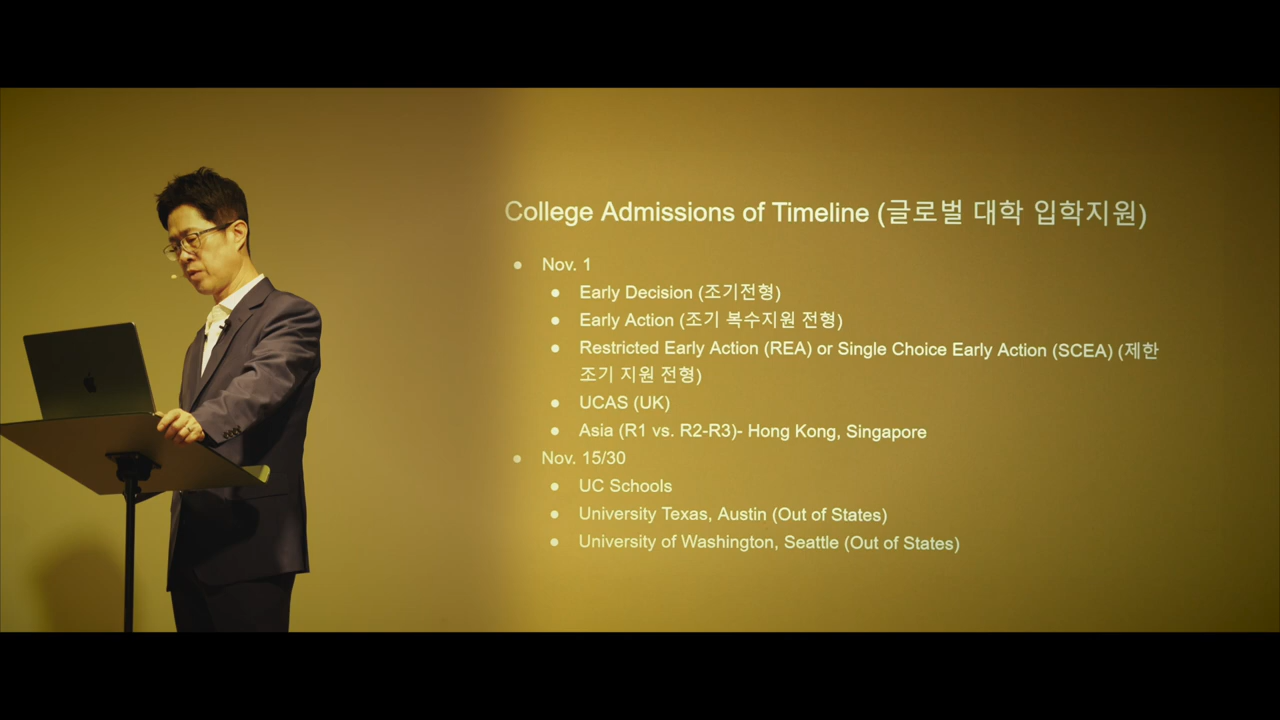 College Admissions of Timeline (글로벌 대학 입학지원)
Nov. 1
Early Decision (조기전형)
Early Action (조기 복수지원 전형)
Restricted Early Action (REA) or Single Choice Early Action (SCEA) (제한
조기 지원 전형)
UCAS (UK)
Asia (R1 vs. R2-R3)- Hong Kong, Singapore
Nov. 15/30
UC Schools
University Texas, Austin (Out of States)
University of Washington, Seattle (Out of States)